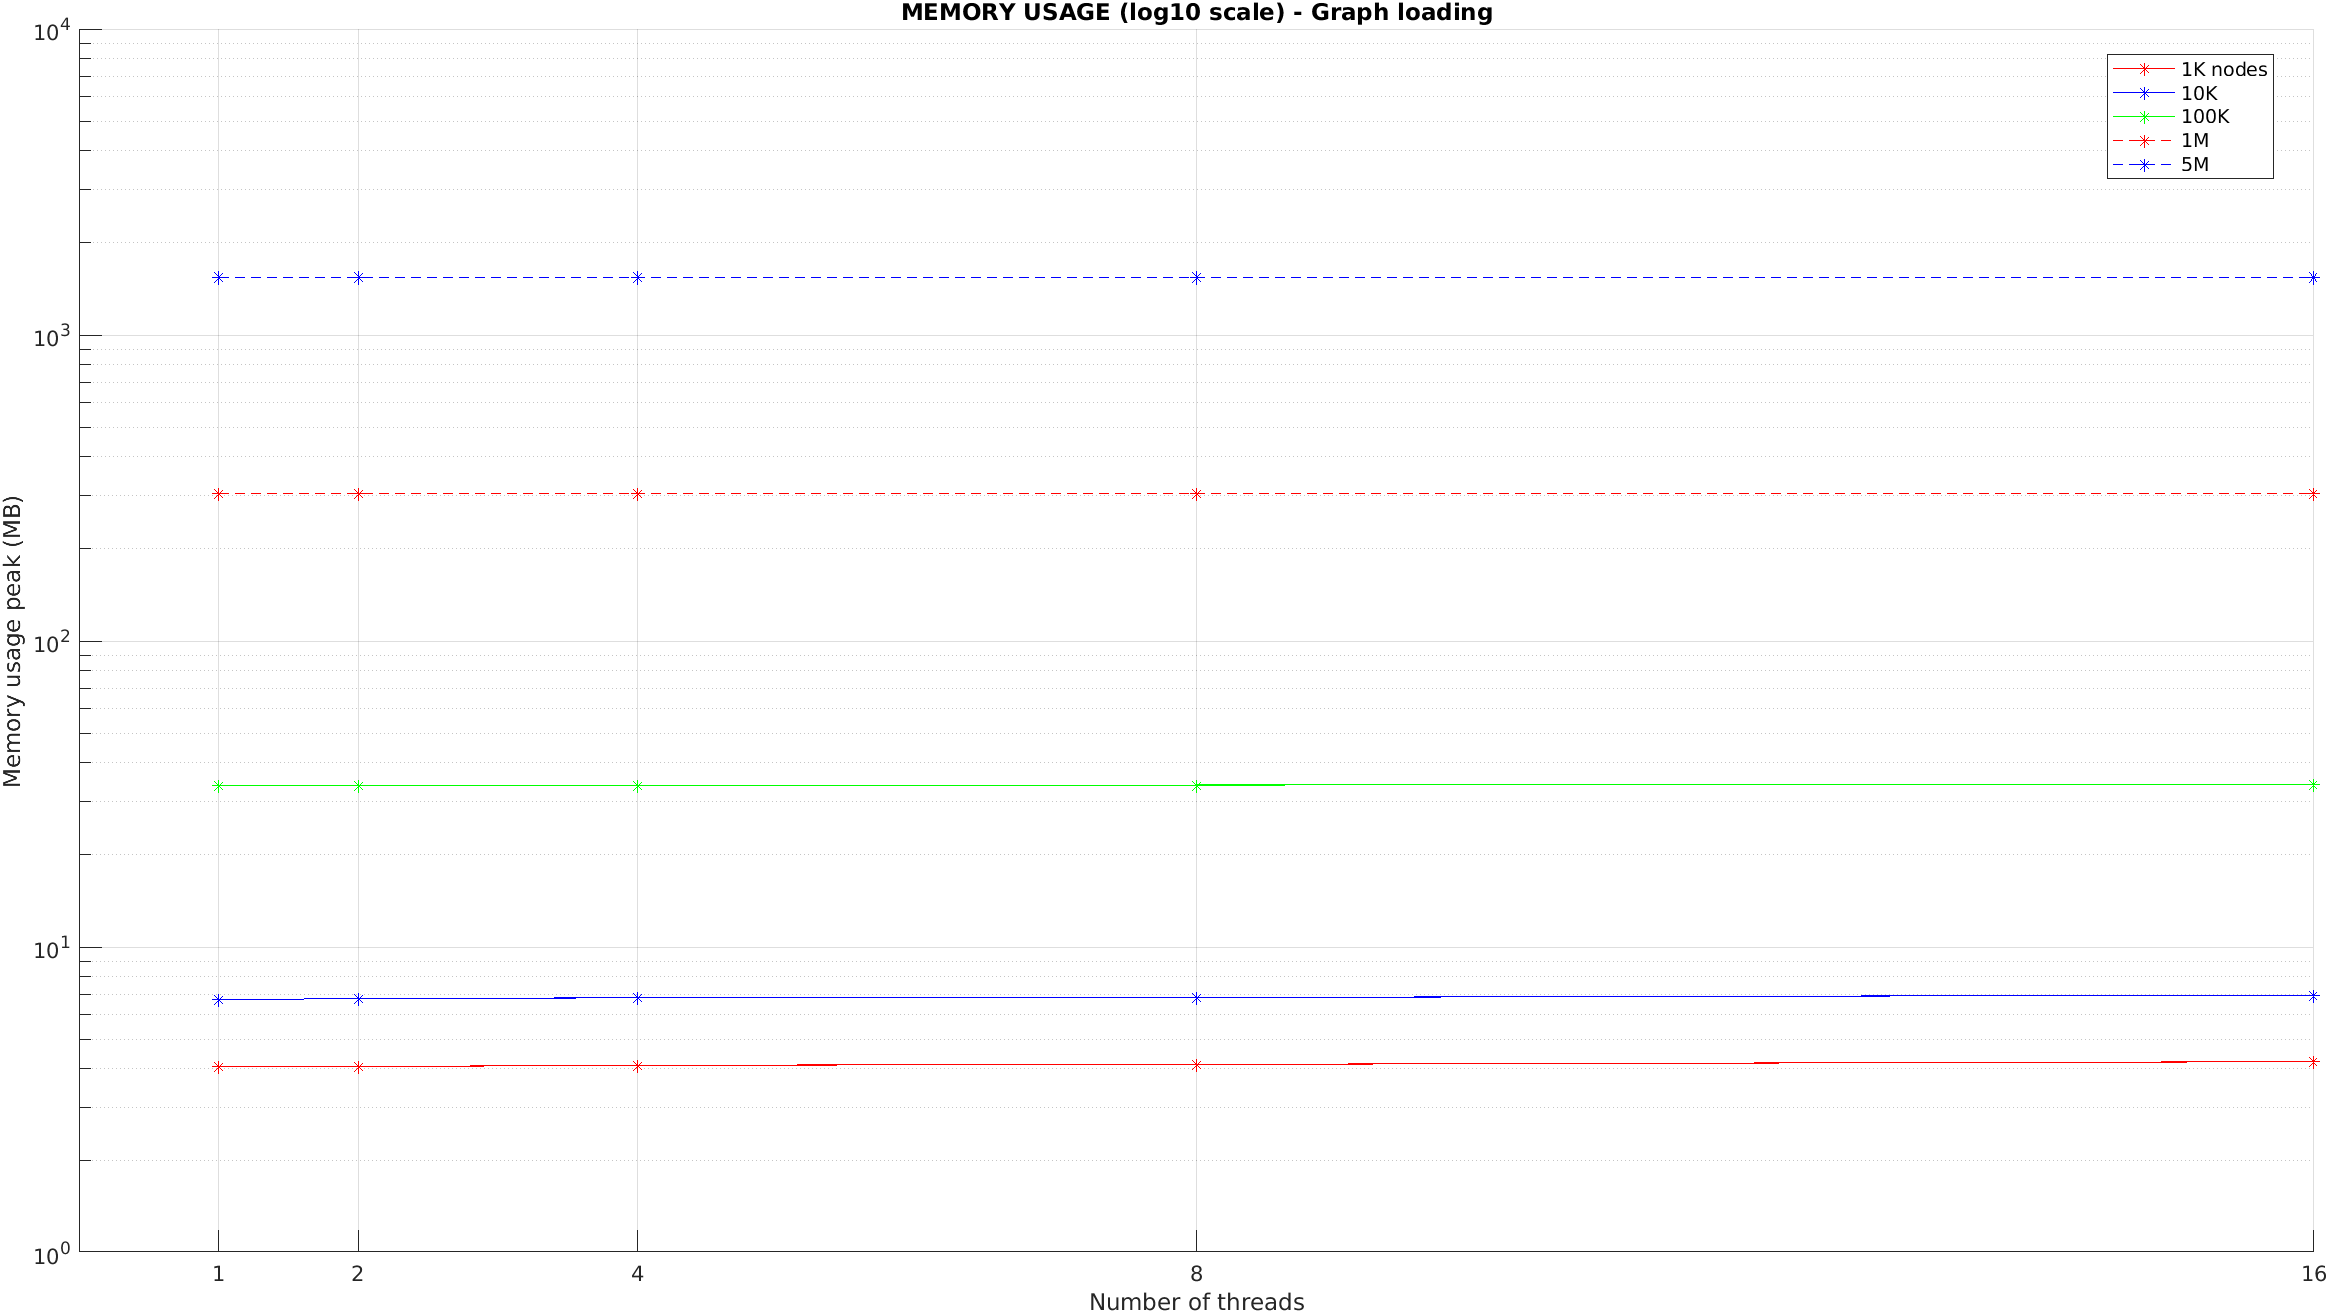 MEMORY USAGE (log10 scale) - Graph loading
10^4
10^3
10^2
10^1
10^0
Memory usage peak (MB)
1K nodes
10K
100K
1M
5M
1 2 4 8 16
Number of threads